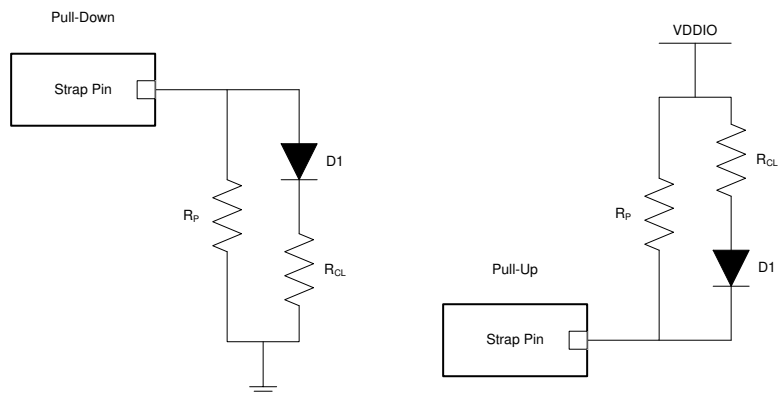 Pull-Down
Strap Pin
D1
RP
RCL
VDDIO
RCL
RP
D1
Pull-Up
Strap Pin